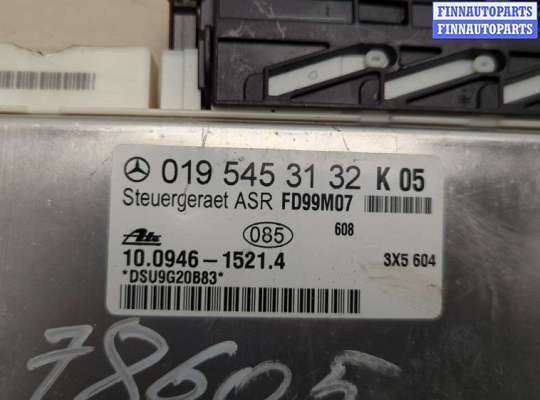 FINNAUTOPARTS
FINNAUTOPARTS
019 545 31 32 K 05
Steuergeraet ASR FD99M07
Ate 085 608
10.0946-1521.4 3X5 604
*DSU9G20B83*
78605